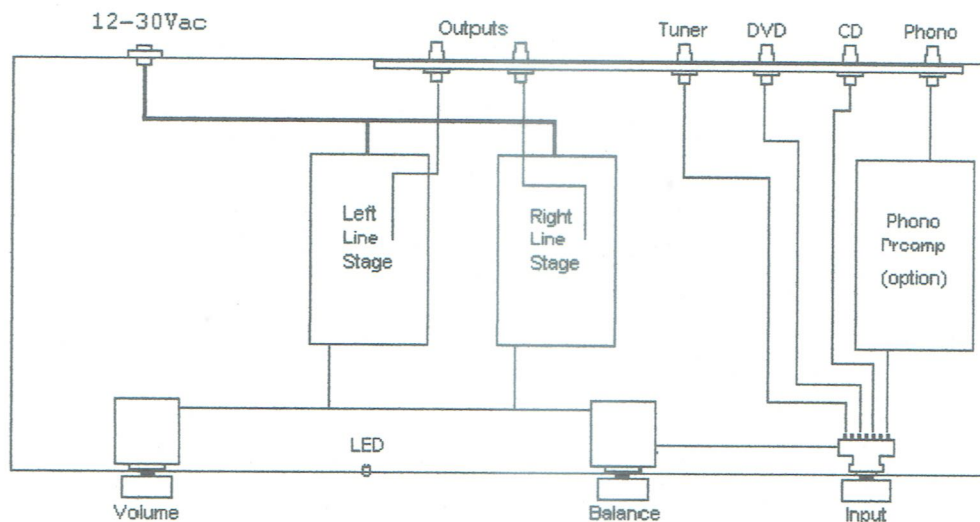 12-30Vac
Outputs
Tuner
DVD
CD
Phono
Left
Line
Stage
Right
Line
Stage
Phono
Preamp
(option)
LED
Volume
Balance
Input